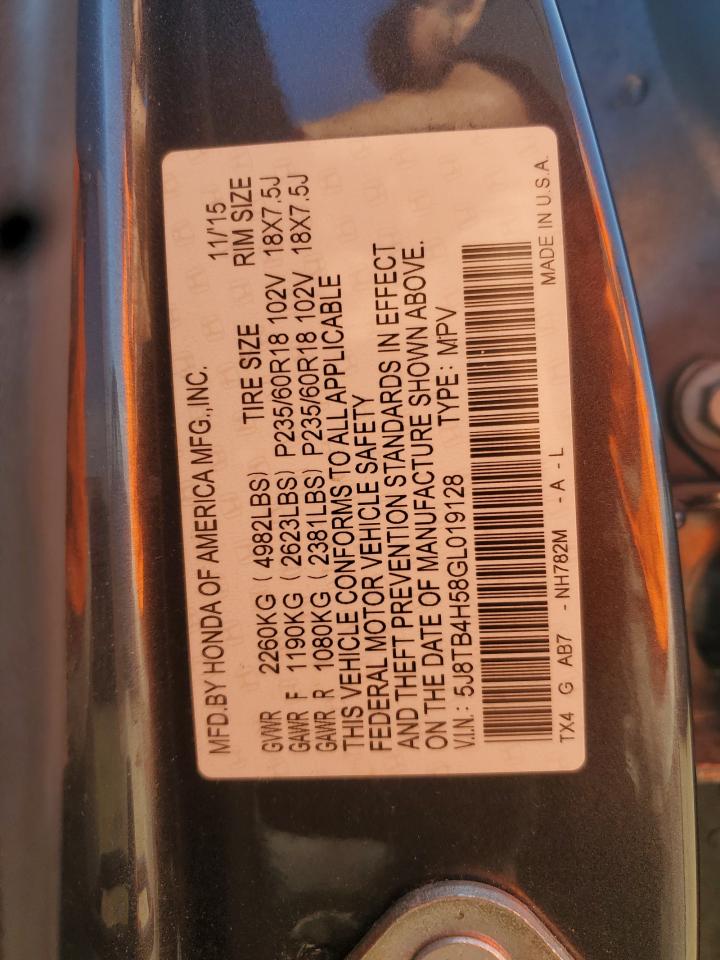 MFD.BY HONDA OF AMERICA MFG.,INC. 11/15
TIRE SIZE RIM SIZE
GVWR 2260KG ( 4982LBS)
GAWR F 1190KG ( 2623LBS) P235/60R18 102V 18X7.5J
GAWR R 1080KG ( 2381LBS) P235/60R18 102V 18X7.5J
THIS VEHICLE CONFORMS TO ALL APPLICABLE
FEDERAL MOTOR VEHICLE SAFETY
AND THEFT PREVENTION STANDARDS IN EFFECT
ON THE DATE OF MANUFACTURE SHOWN ABOVE.
V.I.N.: 5J8TB4H58GL019128 TYPE: MPV
TX4 G AB7 - NH782M - A - L MADE IN U.S.A.